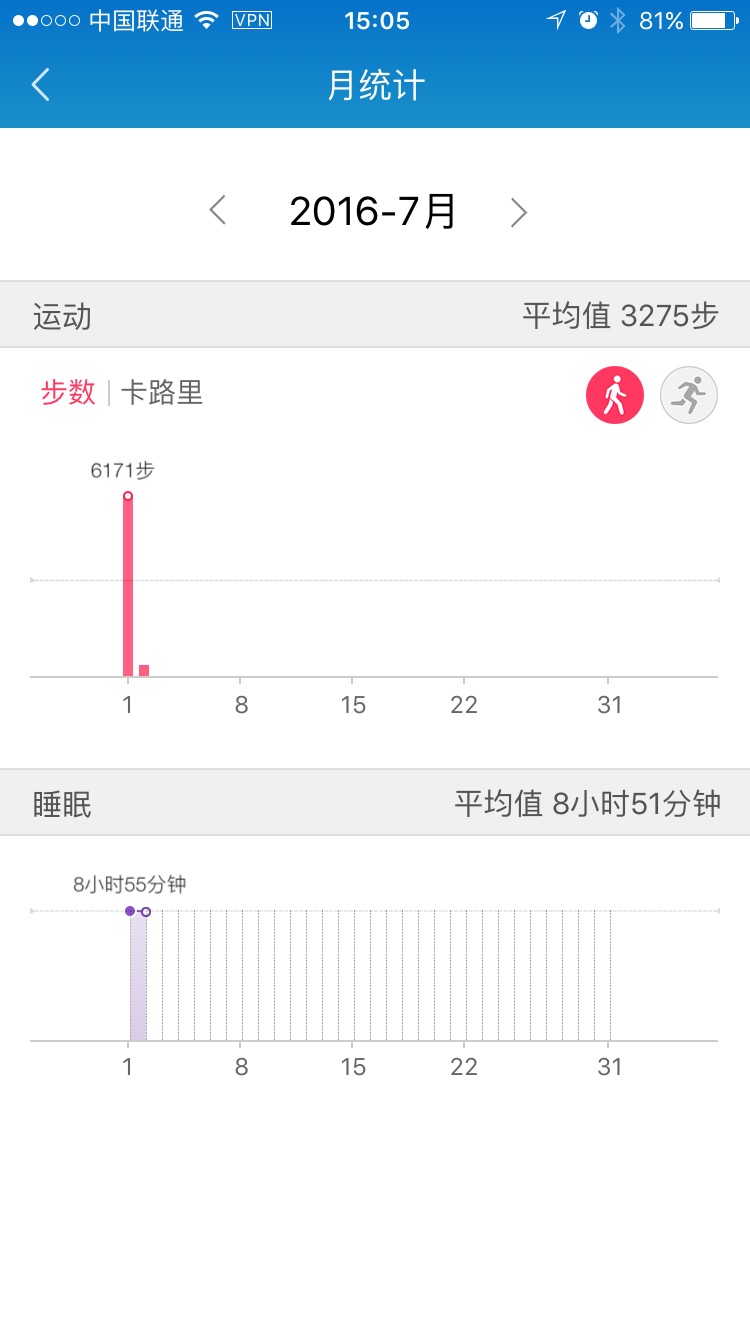 中国联通 VPN 15:05 81%
月统计
2016-7月
运动 平均值 3275步
步数 卡路里
6171步
1 8 15 22 31
睡眠 平均值 8小时51分钟
8小时55分钟
1 8 15 22 31